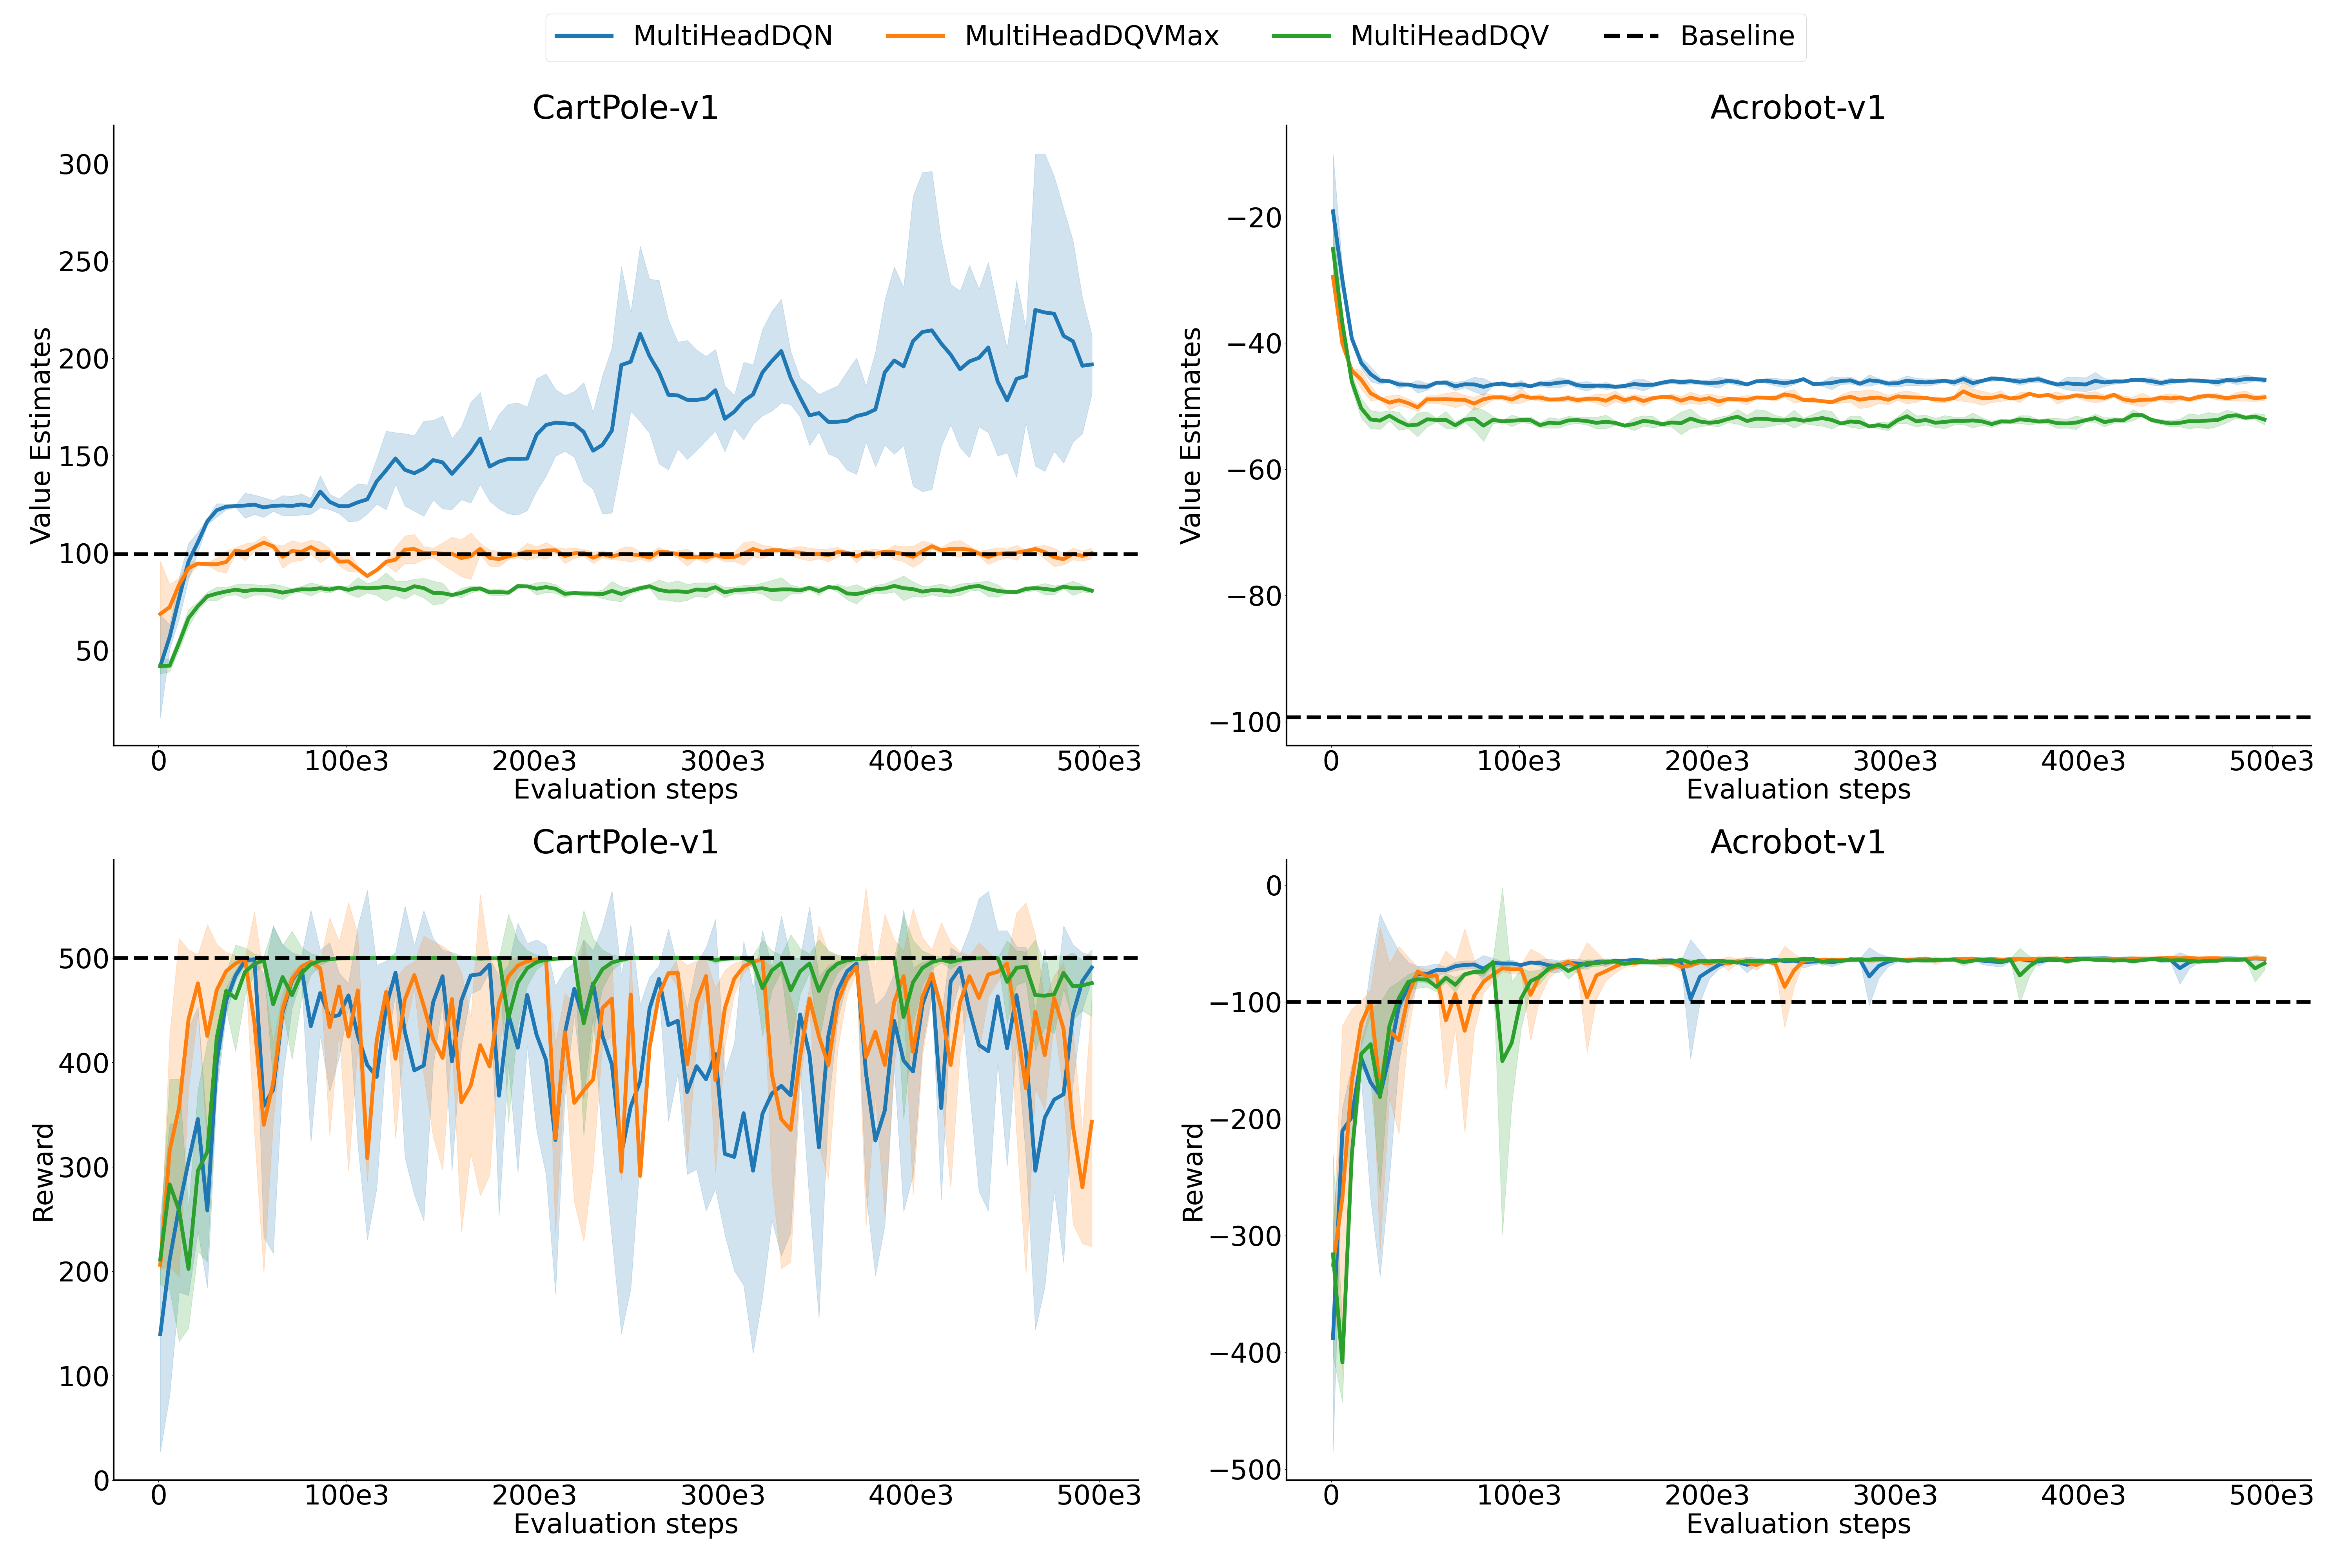 MultiHeadDQN MultiHeadDQVMax MultiHeadDQV Baseline
CartPole-v1
300
250
200
150
100
50
Value Estimates
0 100e3 200e3 300e3 400e3 500e3
Evaluation steps
Acrobot-v1
−20
−40
−60
−80
−100
Value Estimates
0 100e3 200e3 300e3 400e3 500e3
Evaluation steps
CartPole-v1
500
400
300
200
100
0
Reward
0 100e3 200e3 300e3 400e3 500e3
Evaluation steps
Acrobot-v1
0
−100
−200
−300
−400
−500
Reward
0 100e3 200e3 300e3 400e3 500e3
Evaluation steps